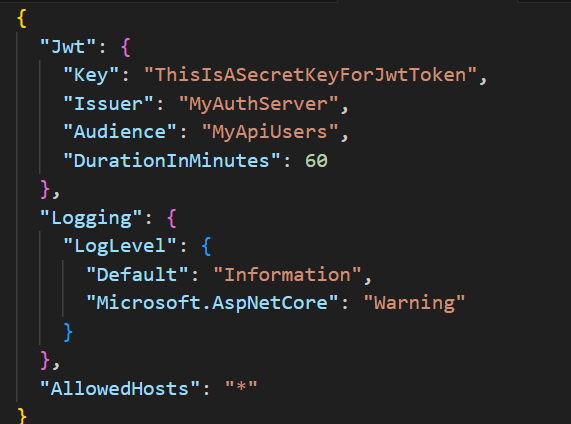 {
  "Jwt": {
    "Key": "ThisIsASecretKeyForJwtToken",
    "Issuer": "MyAuthServer",
    "Audience": "MyApiUsers",
    "DurationInMinutes": 60
  },
  "Logging": {
    "LogLevel": {
      "Default": "Information",
      "Microsoft.AspNetCore": "Warning"
    }
  },
  "AllowedHosts": "*"
}